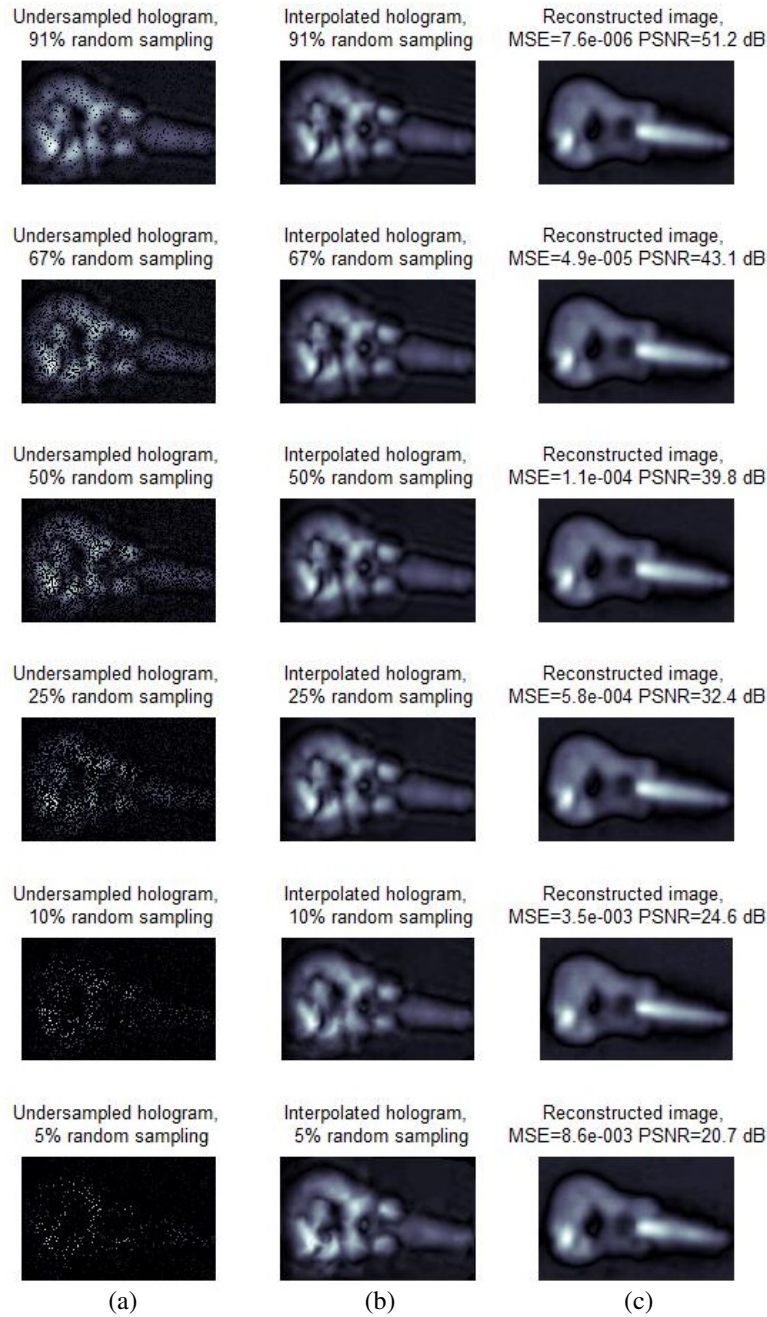 Undersampled hologram,
91% random sampling
Interpolated hologram,
91% random sampling
Reconstructed image,
MSE=7.6e-006 PSNR=51.2 dB
Undersampled hologram,
67% random sampling
Interpolated hologram,
67% random sampling
Reconstructed image,
MSE=4.9e-005 PSNR=43.1 dB
Undersampled hologram,
50% random sampling
Interpolated hologram,
50% random sampling
Reconstructed image,
MSE=1.1e-004 PSNR=39.8 dB
Undersampled hologram,
25% random sampling
Interpolated hologram,
25% random sampling
Reconstructed image,
MSE=5.8e-004 PSNR=32.4 dB
Undersampled hologram,
10% random sampling
Interpolated hologram,
10% random sampling
Reconstructed image,
MSE=3.5e-003 PSNR=24.6 dB
Undersampled hologram,
5% random sampling
Interpolated hologram,
5% random sampling
Reconstructed image,
MSE=8.6e-003 PSNR=20.7 dB
(a)
(b)
(c)